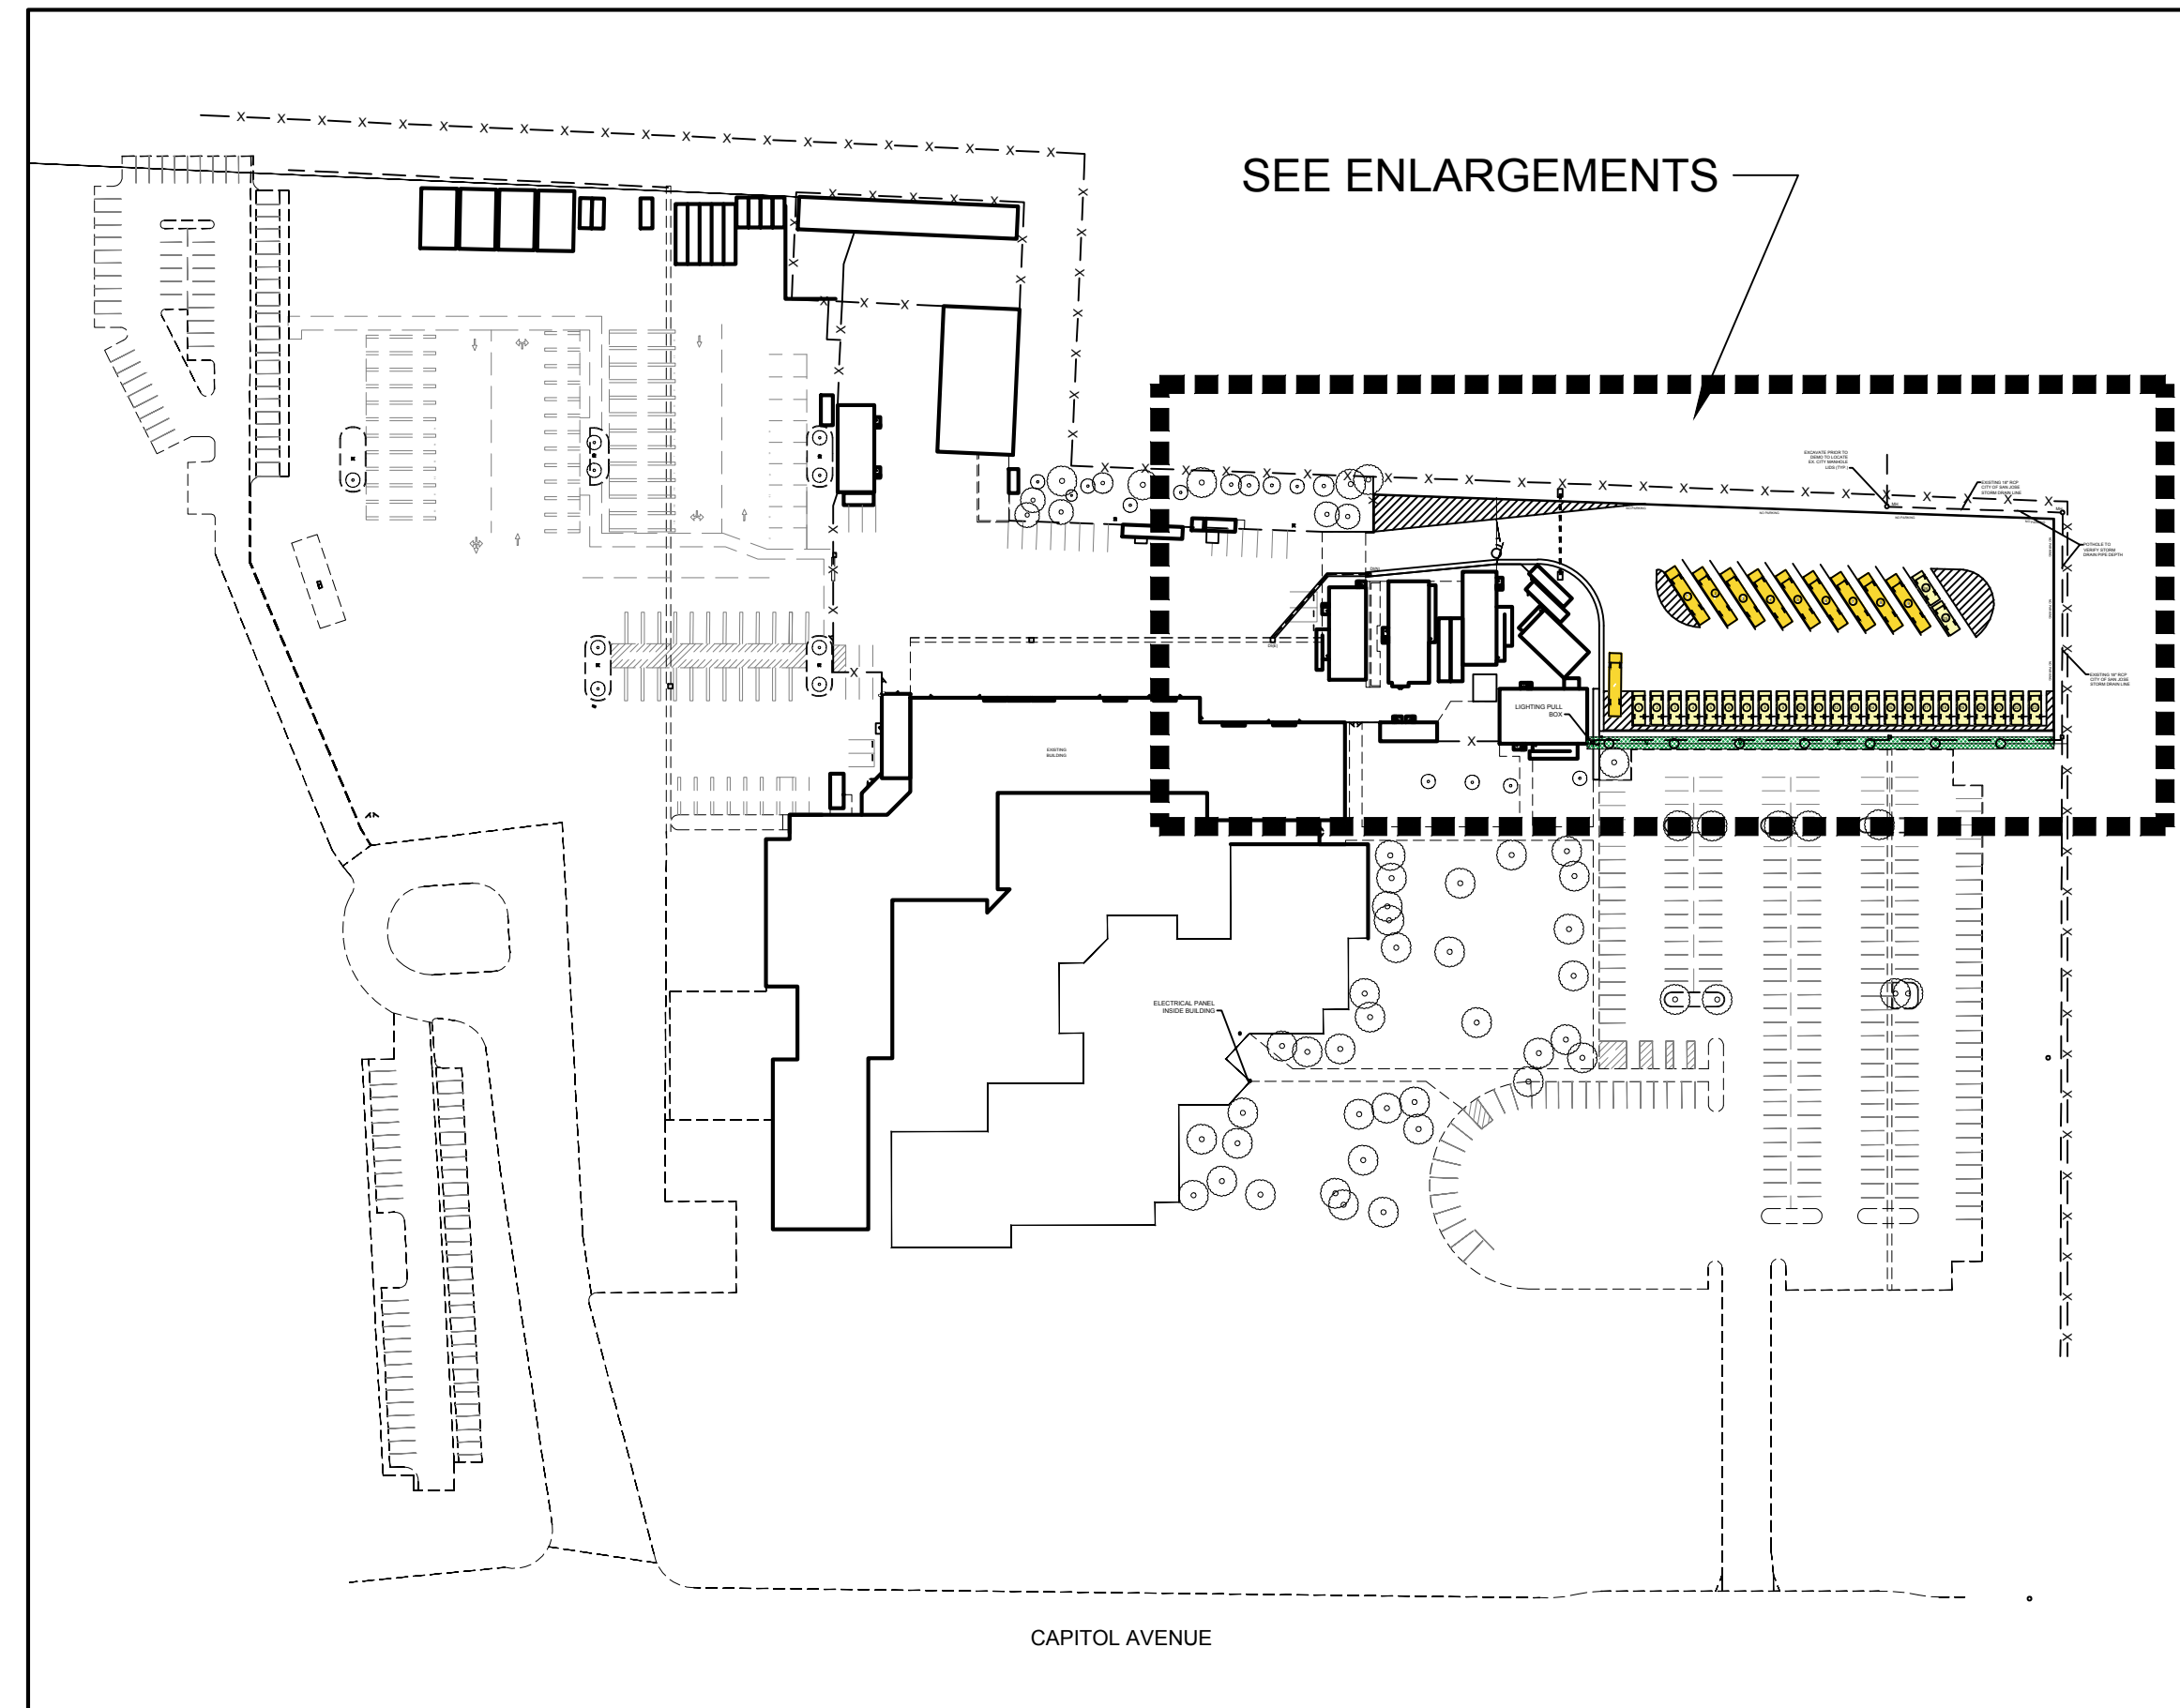 SEE ENLARGEMENTS
EXCAVATE PRIOR TO
DEMO TO LOCATE
EX. CITY MANHOLE
LIDS (TYP.)
EXISTING 18" RCP
CITY OF SAN JOSE
STORM DRAIN LINE
POTHOLE TO
VERIFY STORM
DRAIN PIPE DEPTH
EXISTING 18" RCP
CITY OF SAN JOSE
STORM DRAIN LINE
LIGHTING PULL
BOX
EXISTING
BUILDING
ELECTRICAL PANEL
INSIDE BUILDING
CAPITOL AVENUE